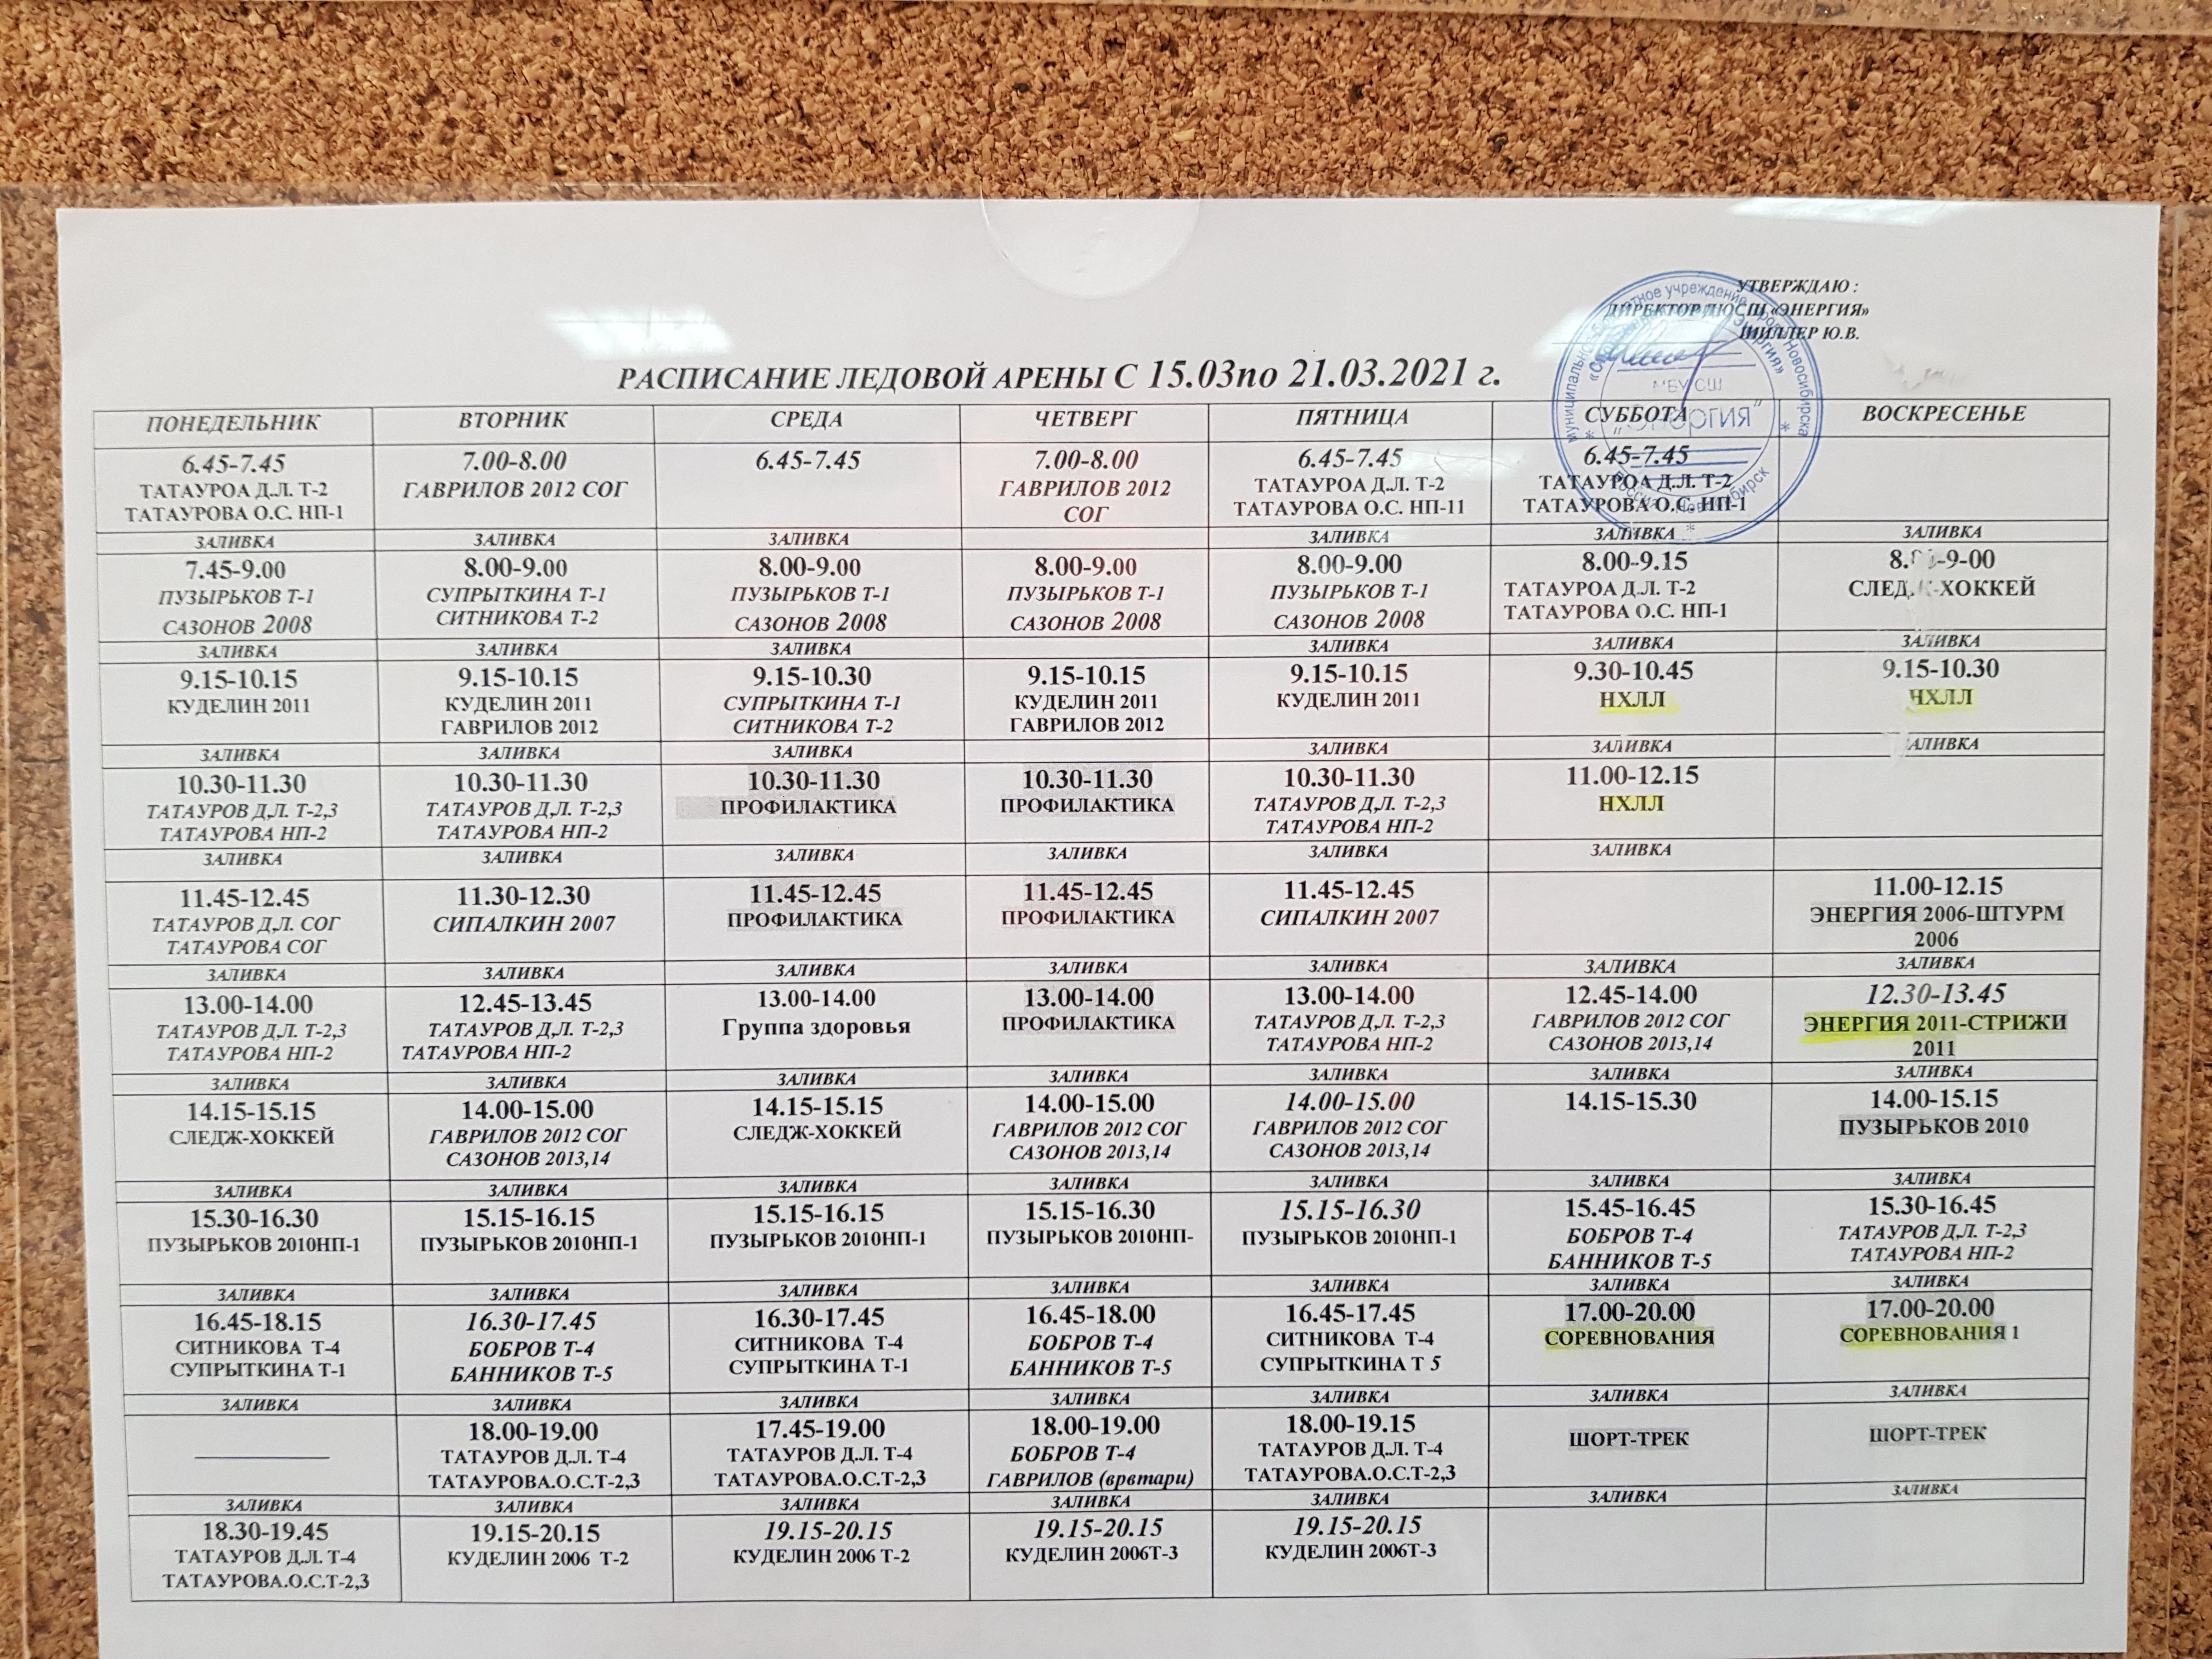 УТВЕРЖДАЮ :
ДИРЕКТОР ДЮСШ «ЭНЕРГИЯ»
ШИЛЛЕР Ю.В.
РАСПИСАНИЕ ЛЕДОВОЙ АРЕНЫ С 15.03по 21.03.2021 г.
ПОНЕДЕЛЬНИК ВТОРНИК СРЕДА ЧЕТВЕРГ ПЯТНИЦА СУББОТА ВОСКРЕСЕНЬЕ
6.45-7.45 7.00-8.00 6.45-7.45 7.00-8.00 6.45-7.45 6.45-7.45
ТАТАУРОА Д.Л. Т-2 ГАВРИЛОВ 2012 СОГ ГАВРИЛОВ 2012 ТАТАУРОА Д.Л. Т-2 ТАТАУРОА Д.Л. Т-2
ТАТАУРОВА О.С. НП-1 СОГ ТАТАУРОВА О.С. НП-11 ТАТАУРОВА О.С. НП-1
ЗАЛИВКА ЗАЛИВКА ЗАЛИВКА ЗАЛИВКА ЗАЛИВКА ЗАЛИВКА
7.45-9.00 8.00-9.00 8.00-9.00 8.00-9.00 8.00-9.00 8.00-9.15
ПУЗЫРЬКОВ Т-1 СУПРЫТКИНА Т-1 ПУЗЫРЬКОВ Т-1 ПУЗЫРЬКОВ Т-1 ПУЗЫРЬКОВ Т-1 ТАТАУРОА Д.Л. Т-2
САЗОНОВ 2008 СИТНИКОВА Т-2 САЗОНОВ 2008 САЗОНОВ 2008 САЗОНОВ 2008 ТАТАУРОВА О.С. НП-1
ЗАЛИВКА ЗАЛИВКА ЗАЛИВКА ЗАЛИВКА ЗАЛИВКА ЗАЛИВКА
9.15-10.15 9.15-10.15 9.15-10.30 9.15-10.15 9.15-10.15 9.30-10.45 9.15-10.30
КУДЕЛИН 2011 КУДЕЛИН 2011 СУПРЫТКИНА Т-1 КУДЕЛИН 2011 КУДЕЛИН 2011 НХЛЛ НХЛЛ
ГАВРИЛОВ 2012 СИТНИКОВА Т-2 ГАВРИЛОВ 2012
ЗАЛИВКА ЗАЛИВКА ЗАЛИВКА ЗАЛИВКА ЗАЛИВКА ЗАЛИВКА
10.30-11.30 10.30-11.30 10.30-11.30 10.30-11.30 10.30-11.30 11.00-12.15
ТАТАУРОВ Д.Л. Т-2,3 ТАТАУРОВ Д.Л. Т-2,3 ПРОФИЛАКТИКА ПРОФИЛАКТИКА ТАТАУРОВ Д.Л. Т-2,3 НХЛЛ
ТАТАУРОВА НП-2 ТАТАУРОВА НП-2 ТАТАУРОВА НП-2
ЗАЛИВКА ЗАЛИВКА ЗАЛИВКА ЗАЛИВКА ЗАЛИВКА ЗАЛИВКА
11.45-12.45 11.30-12.30 11.45-12.45 11.45-12.45 11.45-12.45 11.00-12.15
ТАТАУРОВ Д.Л. СОГ СИПАЛКИН 2007 ПРОФИЛАКТИКА ПРОФИЛАКТИКА СИПАЛКИН 2007 ЭНЕРГИЯ 2006-ШТУРМ
ТАТАУРОВА СОГ 2006
ЗАЛИВКА ЗАЛИВКА ЗАЛИВКА ЗАЛИВКА ЗАЛИВКА ЗАЛИВКА ЗАЛИВКА
13.00-14.00 12.45-13.45 13.00-14.00 13.00-14.00 13.00-14.00 12.45-14.00 12.30-13.45
ТАТАУРОВ Д.Л. Т-2,3 ТАТАУРОВ Д.Л. Т-2,3 Группа здоровья ПРОФИЛАКТИКА ТАТАУРОВ Д.Л. Т-2,3 ГАВРИЛОВ 2012 СОГ ЭНЕРГИЯ 2011-СТРИЖИ
ТАТАУРОВА НП-2 ТАТАУРОВА НП-2 ТАТАУРОВА НП-2 САЗОНОВ 2013,14 2011
ЗАЛИВКА ЗАЛИВКА ЗАЛИВКА ЗАЛИВКА ЗАЛИВКА ЗАЛИВКА ЗАЛИВКА
14.15-15.15 14.00-15.00 14.15-15.15 14.00-15.00 14.00-15.00 14.15-15.30 14.00-15.15
СЛЕДЖ-ХОККЕЙ ГАВРИЛОВ 2012 СОГ СЛЕДЖ-ХОККЕЙ ГАВРИЛОВ 2012 СОГ ГАВРИЛОВ 2012 СОГ ПУЗЫРЬКОВ 2010
САЗОНОВ 2013,14 САЗОНОВ 2013,14 САЗОНОВ 2013,14
ЗАЛИВКА ЗАЛИВКА ЗАЛИВКА ЗАЛИВКА ЗАЛИВКА ЗАЛИВКА ЗАЛИВКА
15.30-16.30 15.15-16.15 15.15-16.15 15.15-16.30 15.15-16.30 15.45-16.45 15.30-16.45
ПУЗЫРЬКОВ 2010НП-1 ПУЗЫРЬКОВ 2010НП-1 ПУЗЫРЬКОВ 2010НП-1 ПУЗЫРЬКОВ 2010НП- ПУЗЫРЬКОВ 2010НП-1 БОБРОВ Т-4 ТАТАУРОВ Д.Л. Т-2,3
БАННИКОВ Т-5 ТАТАУРОВА НП-2
ЗАЛИВКА ЗАЛИВКА ЗАЛИВКА ЗАЛИВКА ЗАЛИВКА ЗАЛИВКА ЗАЛИВКА
16.45-18.15 16.30-17.45 16.30-17.45 16.45-18.00 16.45-17.45 17.00-20.00 17.00-20.00
СИТНИКОВА Т-4 БОБРОВ Т-4 СИТНИКОВА Т-4 БОБРОВ Т-4 СИТНИКОВА Т-4 СОРЕВНОВАНИЯ СОРЕВНОВАНИЯ 1
СУПРЫТКИНА Т-1 БАННИКОВ Т-5 СУПРЫТКИНА Т-1 БАННИКОВ Т-5 СУПРЫТКИНА Т 5
ЗАЛИВКА ЗАЛИВКА ЗАЛИВКА ЗАЛИВКА ЗАЛИВКА ЗАЛИВКА ЗАЛИВКА
18.00-19.00 17.45-19.00 18.00-19.00 18.00-19.15
ТАТАУРОВ Д.Л. Т-4 ТАТАУРОВ Д.Л. Т-4 БОБРОВ Т-4 ТАТАУРОВ Д.Л. Т-4 ШОРТ-ТРЕК ШОРТ-ТРЕК
ТАТАУРОВА.О.С.Т-2,3 ТАТАУРОВА.О.С.Т-2,3 ГАВРИЛОВ (врвтари) ТАТАУРОВА.О.С.Т-2,3
ЗАЛИВКА ЗАЛИВКА ЗАЛИВКА ЗАЛИВКА ЗАЛИВКА ЗАЛИВКА ЗАЛИВКА
18.30-19.45 19.15-20.15 19.15-20.15 19.15-20.15 19.15-20.15
ТАТАУРОВ Д.Л. Т-4 КУДЕЛИН 2006 Т-2 КУДЕЛИН 2006 Т-2 КУДЕЛИН 2006Т-3 КУДЕЛИН 2006Т-3
ТАТАУРОВА.О.С.Т-2,3